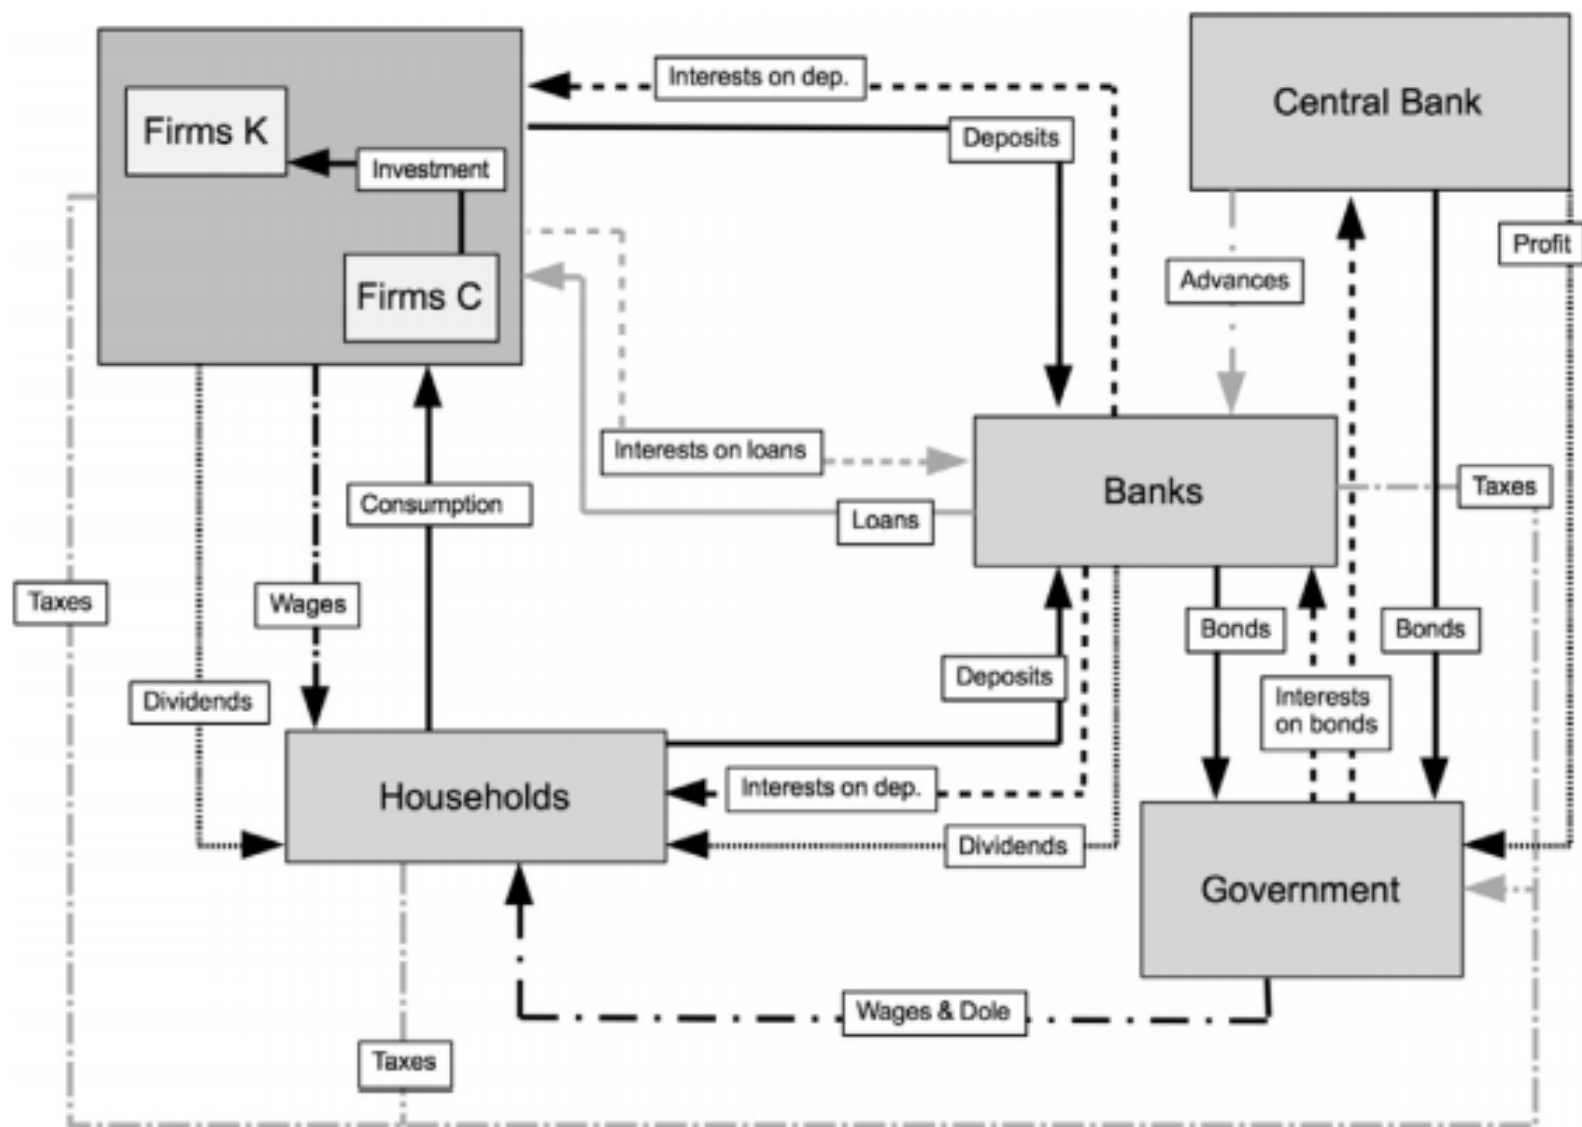 Interests on dep.
Central Bank
Firms K
Deposits
Investment
Profit
Advances
Firms C
Interests on loans
Banks
Taxes
Consumption
Loans
Taxes
Wages
Bonds
Bonds
Deposits
Dividends
Interests
on bonds
Households
Interests on dep.
Dividends
Government
Wages & Dole
Taxes